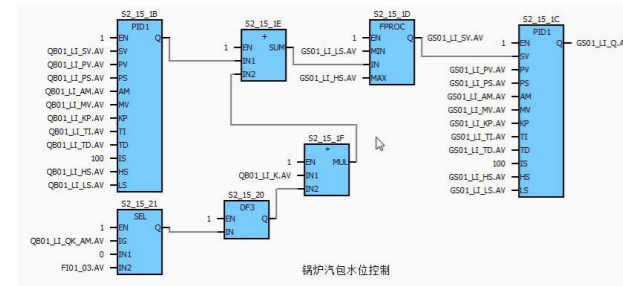 S2_15_1B
PID1
1 EN Q
QB01_LI_SV.AV SV
QB01_LI_PV.AV PV
QB01_LI_PS.AV PS
QB01_LI_AM.AV AM
QB01_LI_MV.AV MV
QB01_LI_KP.AV KP
QB01_LI_TI.AV TI
QB01_LI_TD.AV TD
100 IS
QB01_LI_HS.AV HS
QB01_LI_LS.AV LS
S2_15_1E
+
1 EN SUM
IN1
IN2
S2_15_1D
FPROC
1 EN Q GS01_LI_SV.AV
GS01_LI_LS.AV MIN
IN
GS01_LI_HS.AV MAX
S2_15_1C
PID1
1 EN Q GS01_LI_Q.A
SV
GS01_LI_PV.AV PV
GS01_LI_PS.AV PS
GS01_LI_AM.AV AM
GS01_LI_MV.AV MV
GS01_LI_KP.AV KP
GS01_LI_TI.AV TI
GS01_LI_TD.AV TD
100 IS
GS01_LI_HS.AV HS
GS01_LI_LS.AV LS
S2_15_1F
*
1 EN MUL
QB01_LI_K.AV IN1
IN2
S2_15_20
DF3
1 EN Q
IN
S2_15_21
SEL
1 EN Q
QB01_LI_QK_AM.AV IG
0 IN1
FI01_03.AV IN2
锅炉汽包水位控制